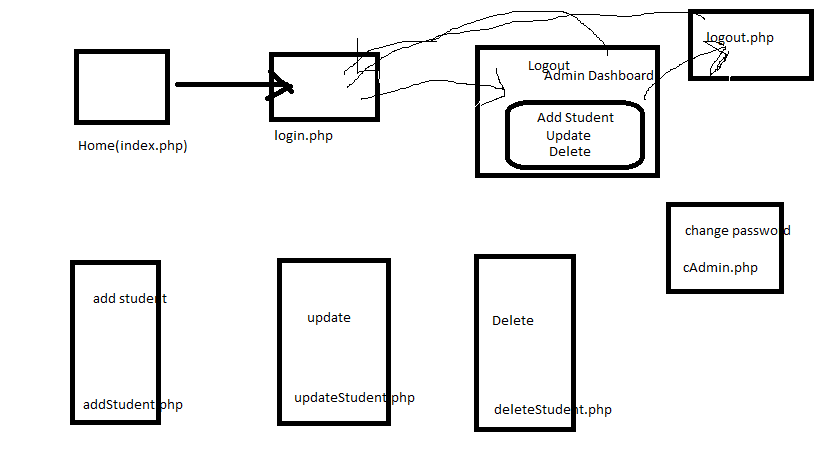 logout.php
Logout
Admin Dashboard
Add Student
Update
Delete
login.php
Home(index.php)
change password
cAdmin.php
add student
update
Delete
addStudent.php
updateStudent.php
deleteStudent.php